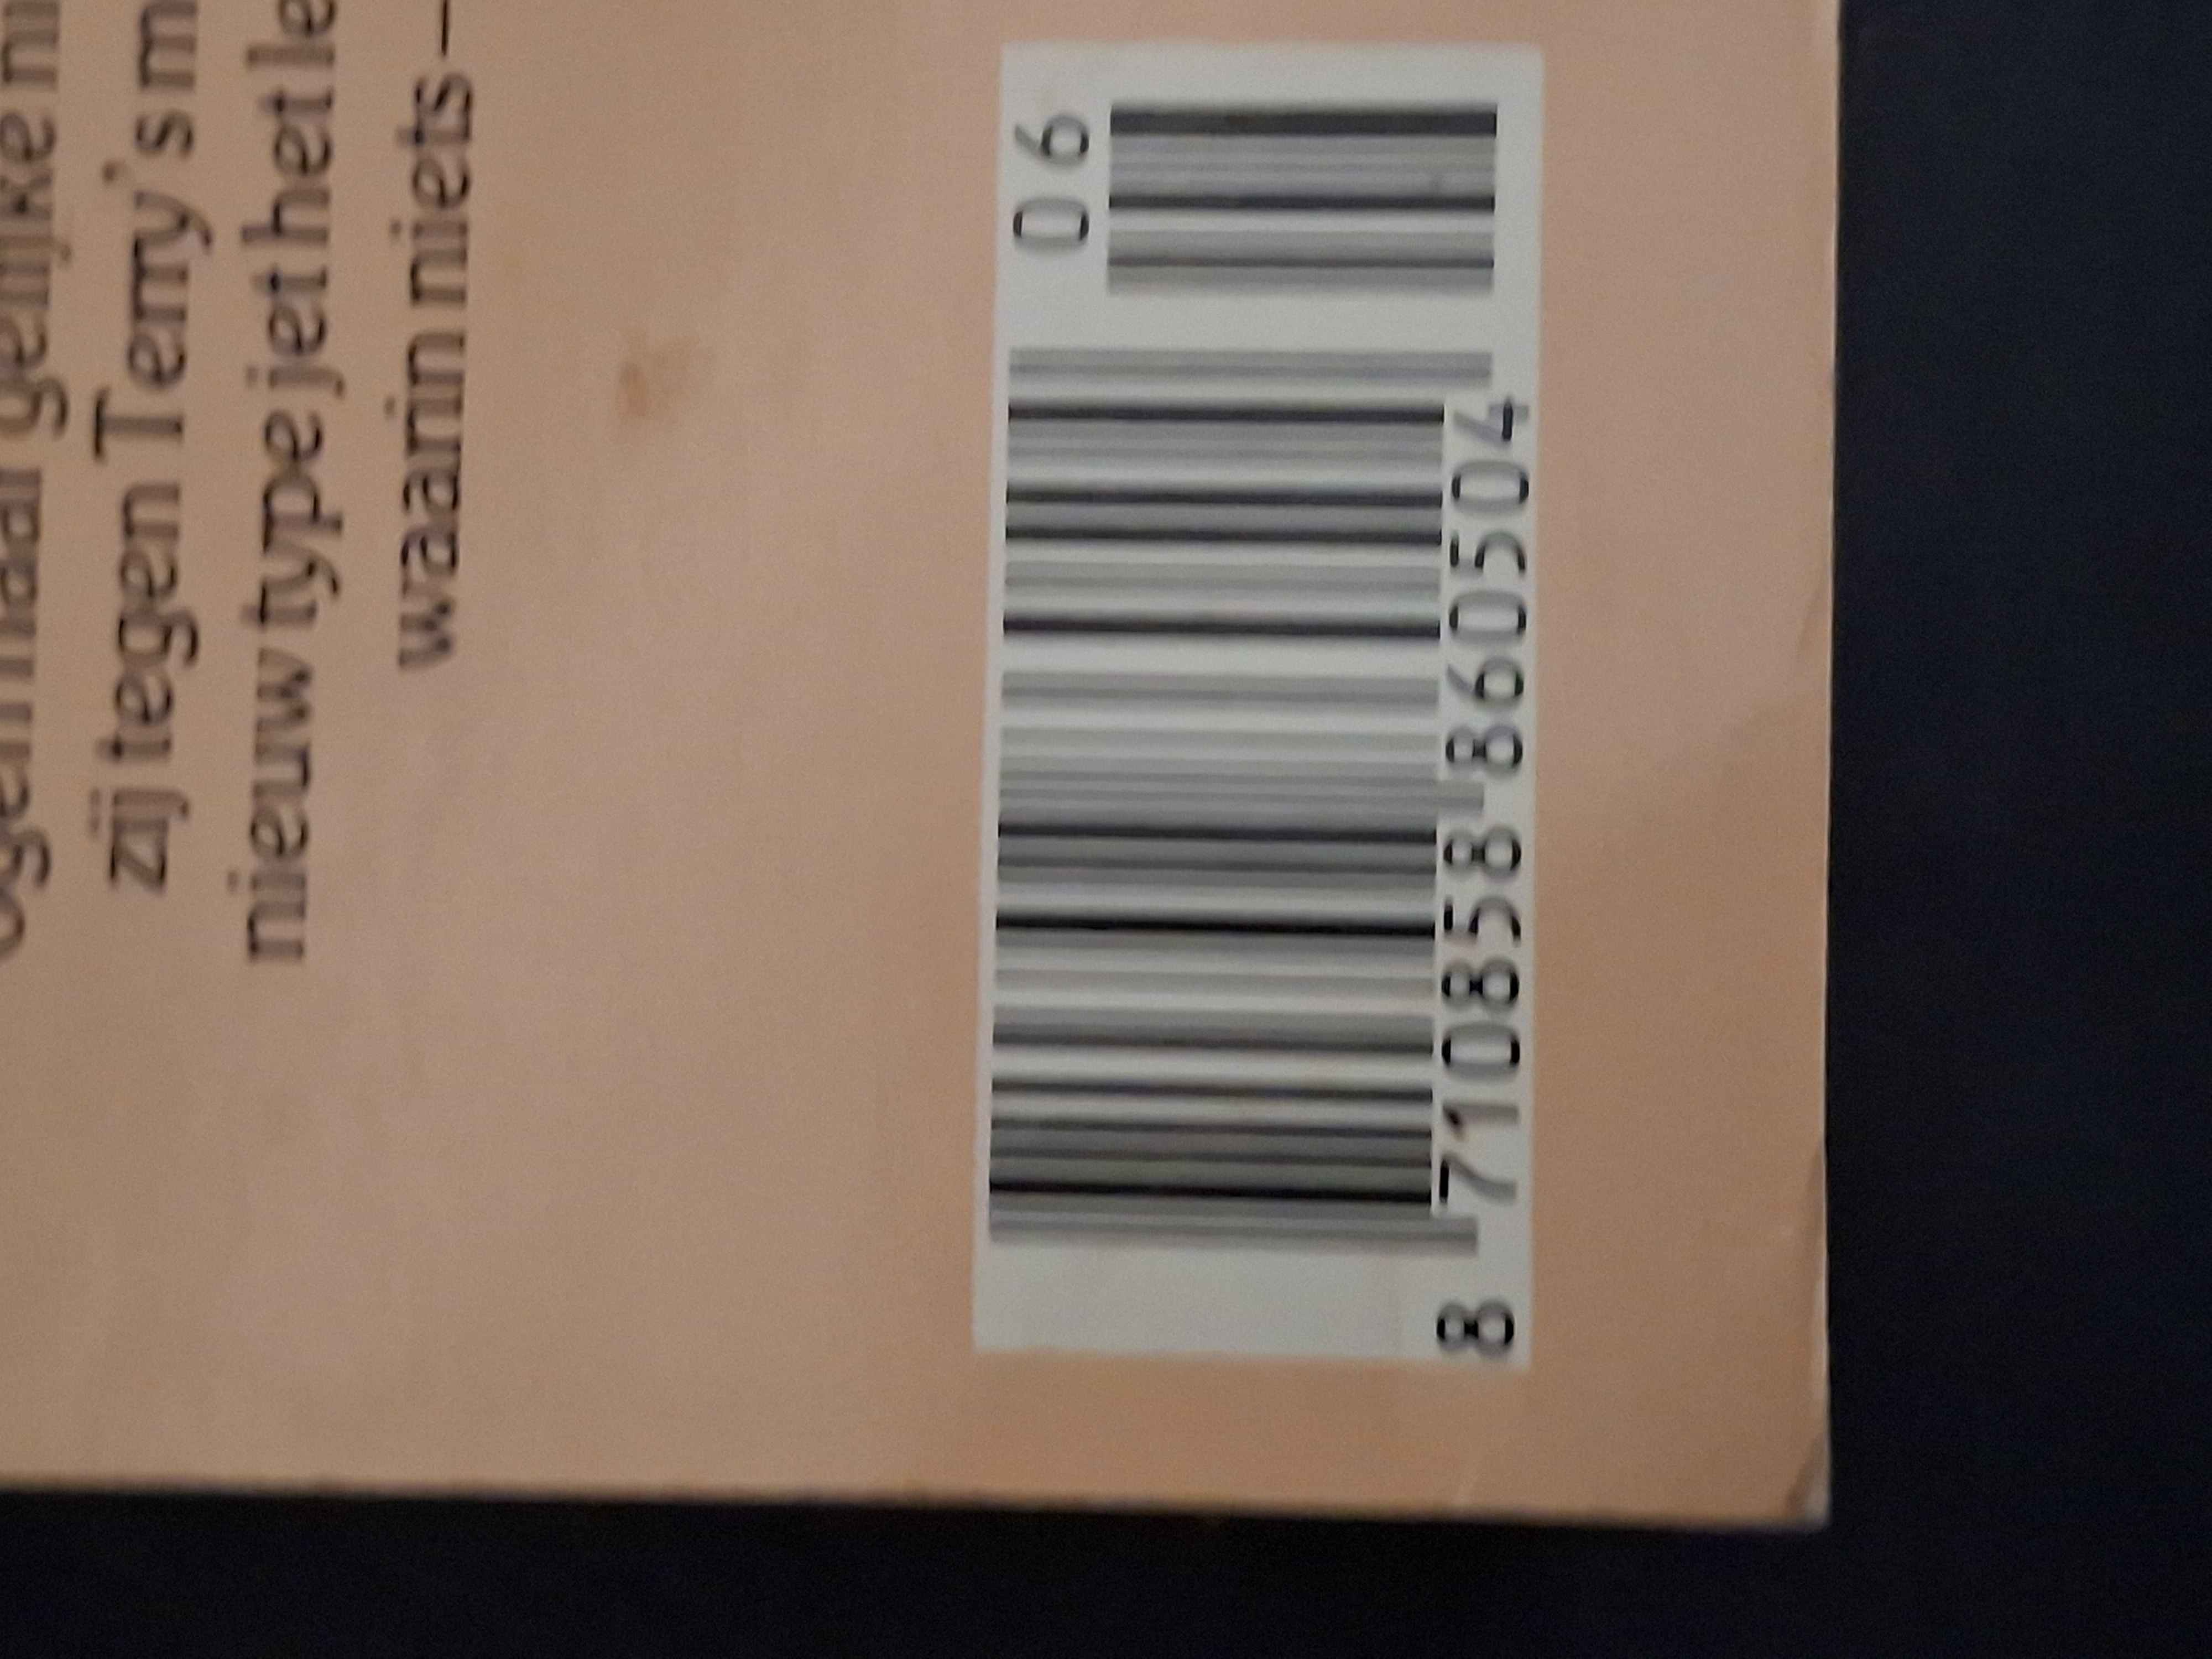 zij tegen Terry's m
nieuw type jet het le
waarin niets –
06
8 710858 860504